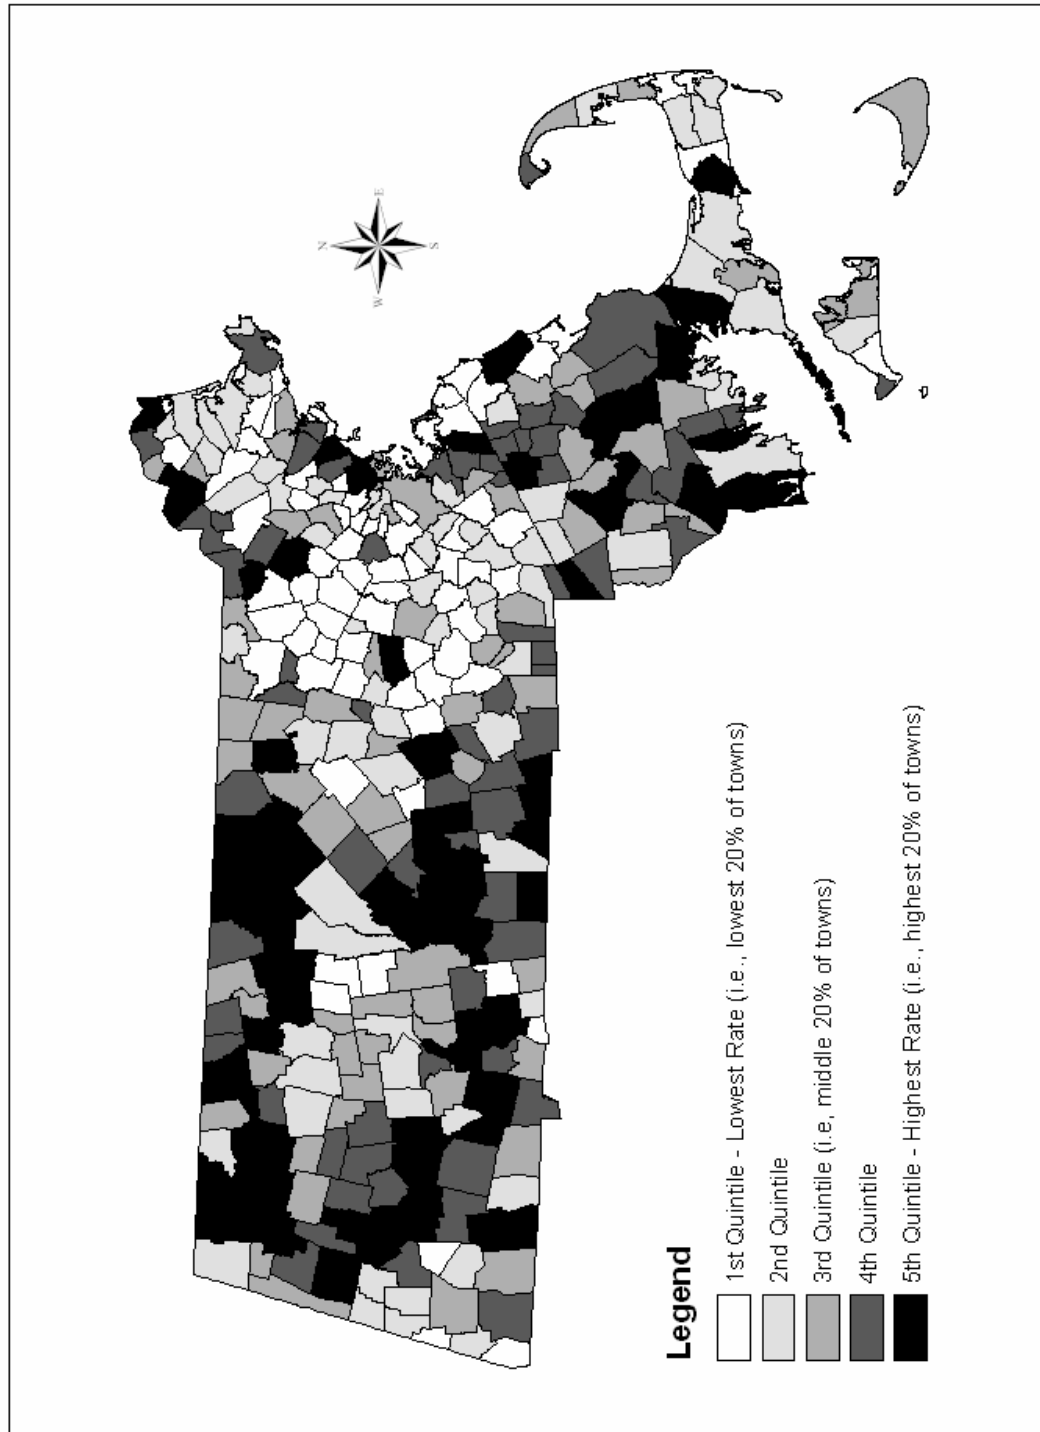 N
W
E
S
Legend
1st Quintile - Lowest Rate (i.e., lowest 20% of towns)
2nd Quintile
3rd Quintile (i.e, middle 20% of towns)
4th Quintile
5th Quintile - Highest Rate (i.e., highest 20% of towns)